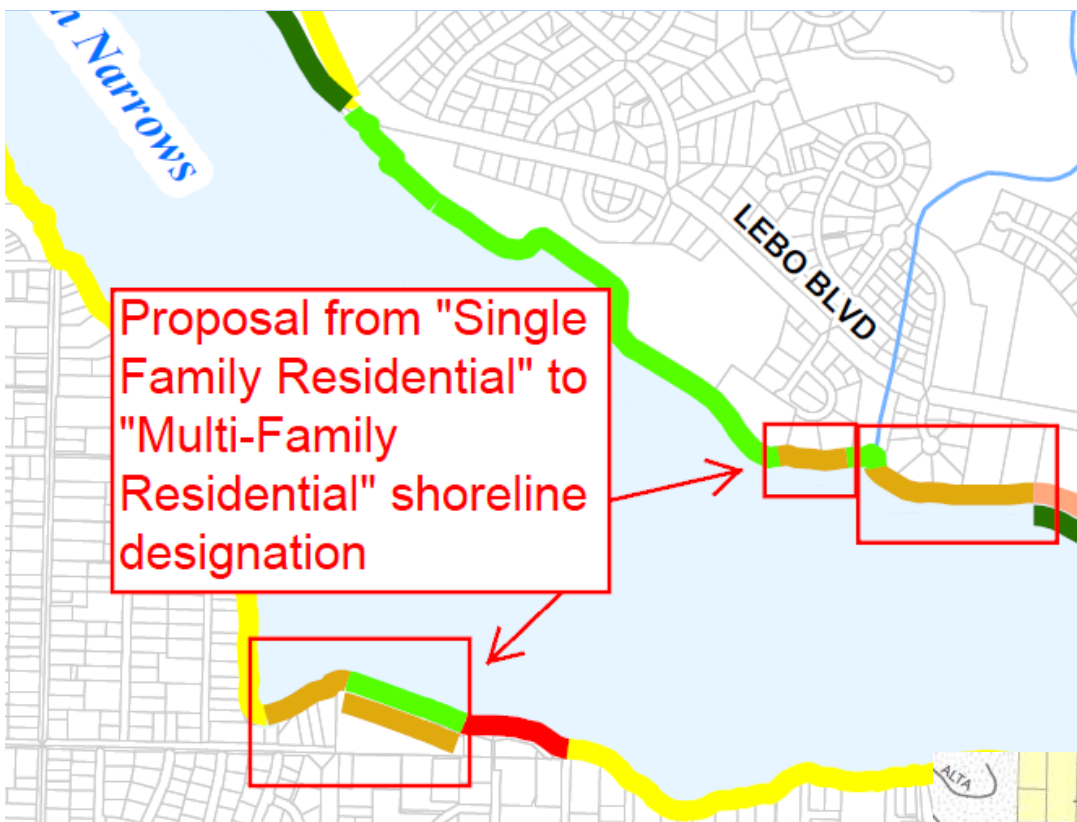 Narrows
LEBO BLVD
Proposal from "Single
Family Residential" to
"Multi-Family
Residential" shoreline
designation
ALTA